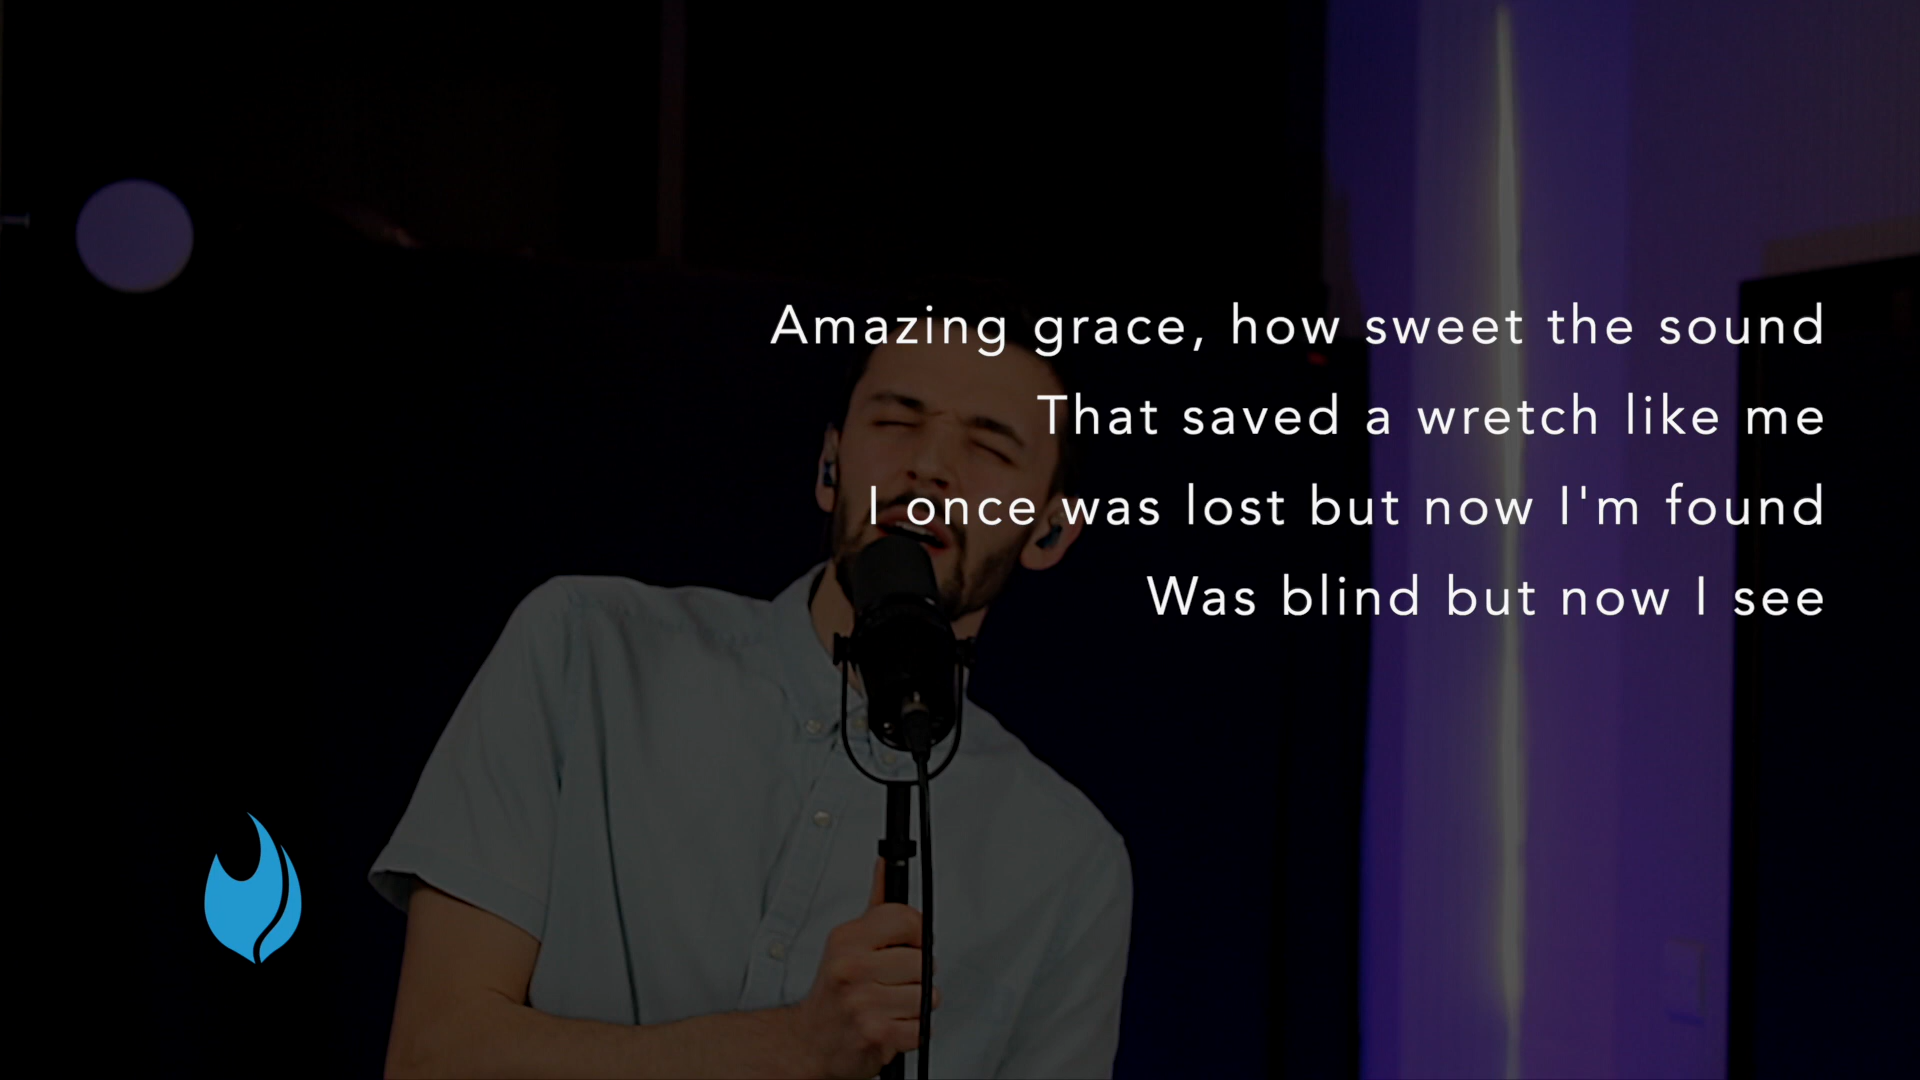 Amazing grace, how sweet the sound
That saved a wretch like me
I once was lost but now I'm found
Was blind but now I see